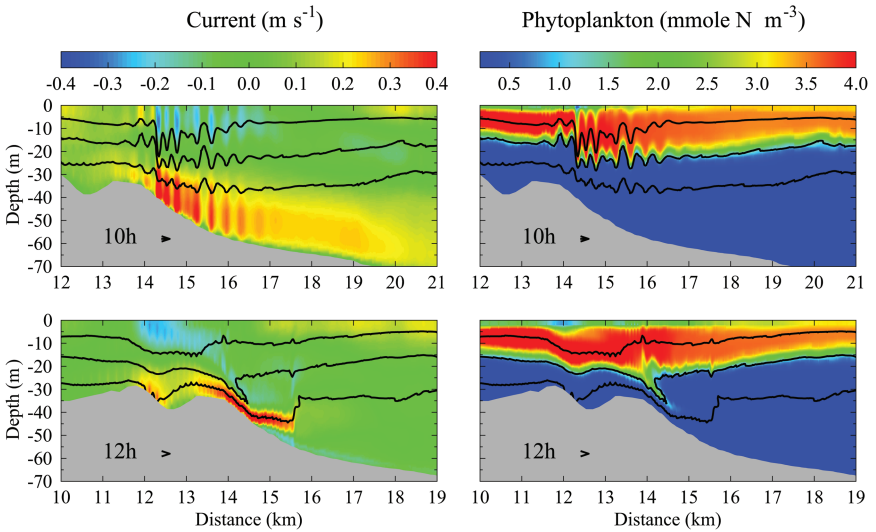 Current (m s-1)
Phytoplankton (mmole N m-3)
-0.4 -0.3 -0.2 -0.1 0.0 0.1 0.2 0.3 0.4
0.5 1.0 1.5 2.0 2.5 3.0 3.5 4.0
Depth (m)
0
-10
-20
-30
-40
-50
-60
-70
10h
12 13 14 15 16 17 18 19 20 21
10h
12 13 14 15 16 17 18 19 20 21
Depth (m)
0
-10
-20
-30
-40
-50
-60
-70
12h
10 11 12 13 14 15 16 17 18 19
Distance (km)
12h
10 11 12 13 14 15 16 17 18 19
Distance (km)